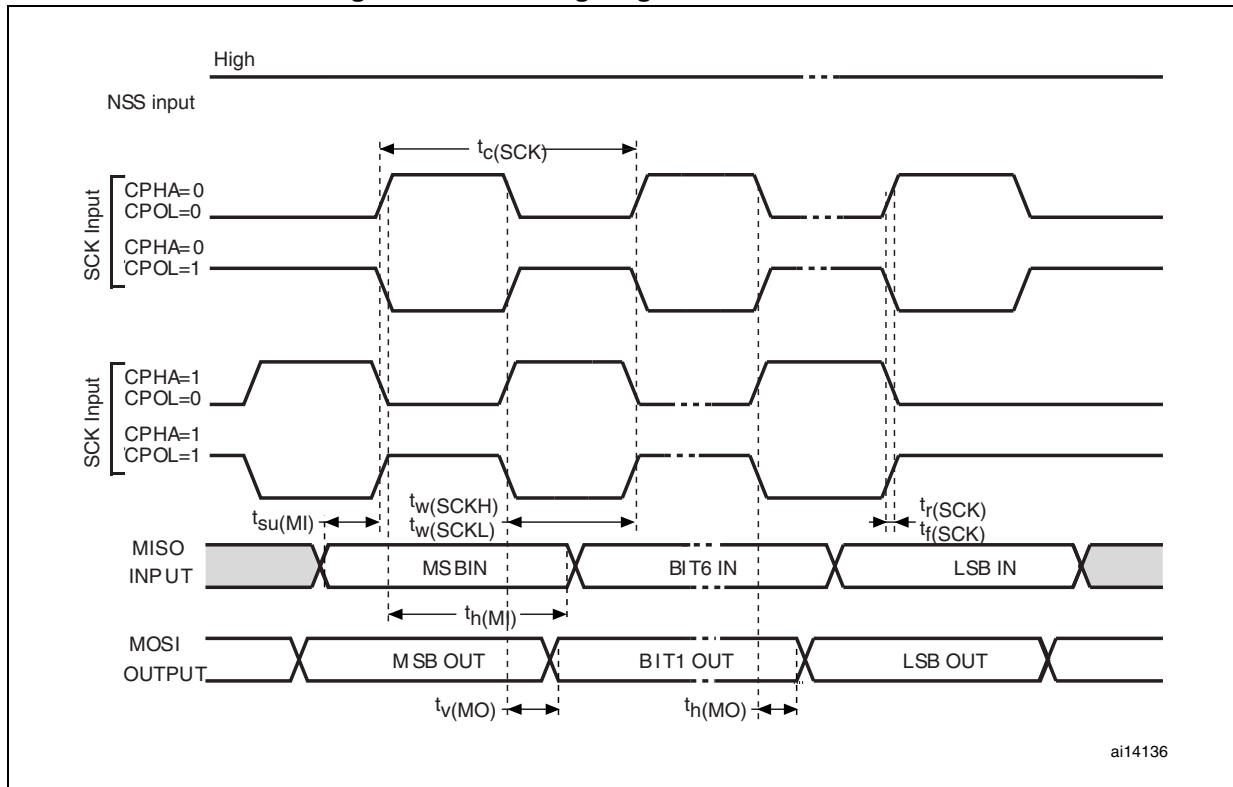 High
NSS input
tc(SCK)
SCK Input
CPHA=0
CPOL=0
CPHA=0
CPOL=1
SCK Input
CPHA=1
CPOL=0
CPHA=1
CPOL=1
tsu(MI)
tw(SCKH)
tw(SCKL)
tr(SCK)
tf(SCK)
MISO
INPUT
MSBIN
BIT6 IN
LSB IN
th(MI)
MOSI
OUTPUT
MSB OUT
BIT1 OUT
LSB OUT
tv(MO)
th(MO)
ai14136